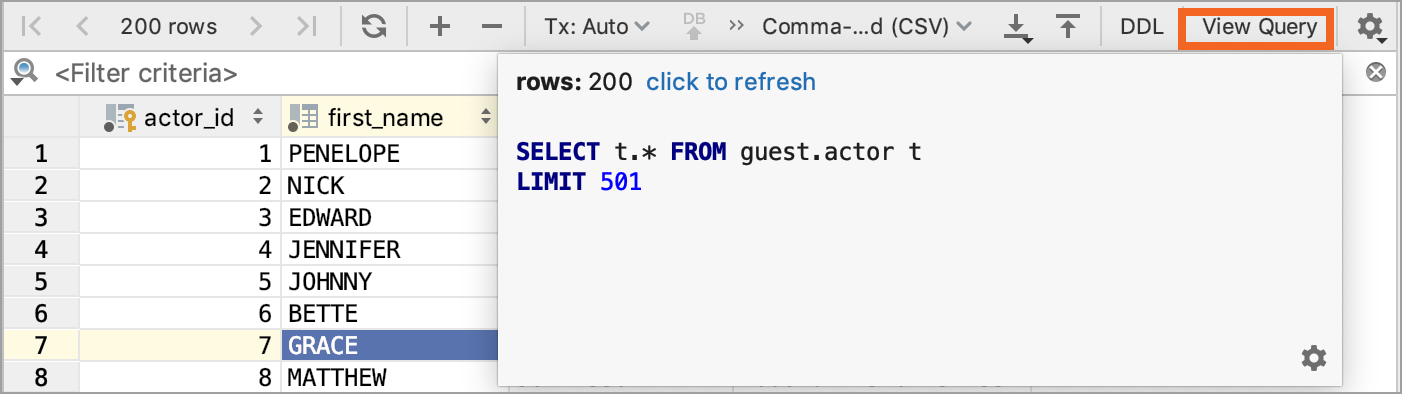 200 rows Tx: Auto DB Comma-...d (CSV) DDL View Query
<Filter criteria>
rows: 200 click to refresh
SELECT t.* FROM guest.actor t
LIMIT 501
actor_id first_name
1 1 PENELOPE
2 2 NICK
3 3 EDWARD
4 4 JENNIFER
5 5 JOHNNY
6 6 BETTE
7 7 GRACE
8 8 MATTHEW